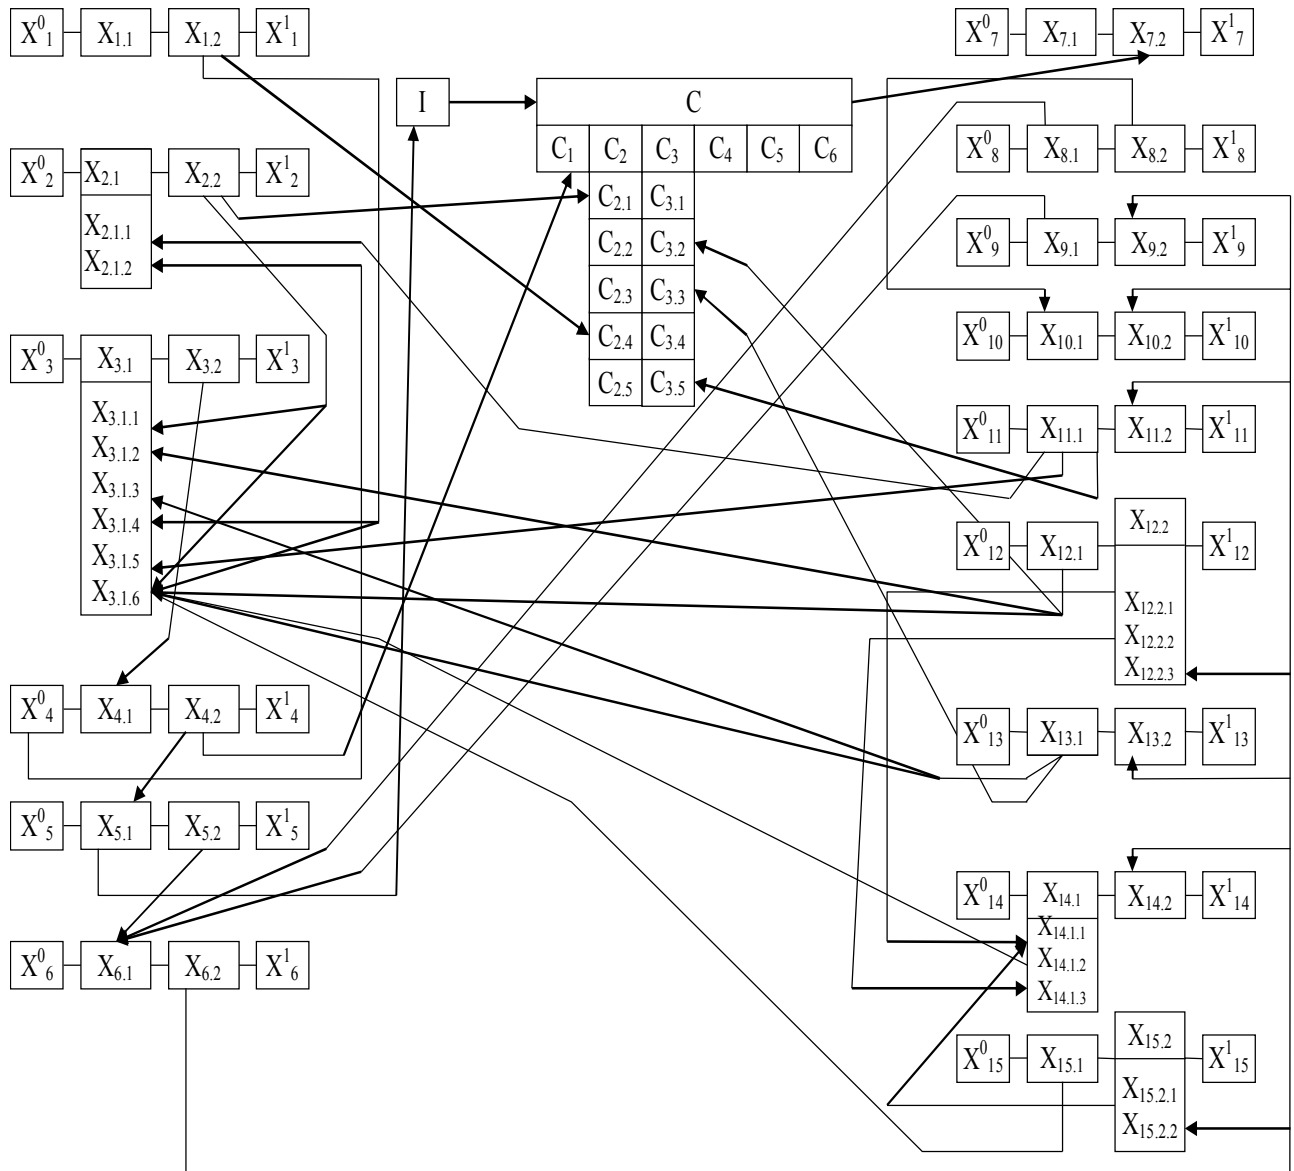 X⁰₁ X₁.₁ X₁.₂ X¹₁
X⁰₂ X₂.₁ X₂.₂ X¹₂
X₂.₁.₁
X₂.₁.₂
X⁰₃ X₃.₁ X₃.₂ X¹₃
X₃.₁.₁
X₃.₁.₂
X₃.₁.₃
X₃.₁.₄
X₃.₁.₅
X₃.₁.₆
X⁰₄ X₄.₁ X₄.₂ X¹₄
X⁰₅ X₅.₁ X₅.₂ X¹₅
X⁰₆ X₆.₁ X₆.₂ X¹₆
I
C
C₁ C₂ C₃ C₄ C₅ C₆
C₂.₁ C₃.₁
C₂.₂ C₃.₂
C₂.₃ C₃.₃
C₂.₄ C₃.₄
C₂.₅ C₃.₅
X⁰₇ X₇.₁ X₇.₂ X¹₇
X⁰₈ X₈.₁ X₈.₂ X¹₈
X⁰₉ X₉.₁ X₉.₂ X¹₉
X⁰₁₀ X₁₀.₁ X₁₀.₂ X¹₁₀
X⁰₁₁ X₁₁.₁ X₁₁.₂ X¹₁₁
X⁰₁₂ X₁₂.₁ X₁₂.₂ X¹₁₂
X₁₂.₂.₁
X₁₂.₂.₂
X₁₂.₂.₃
X⁰₁₃ X₁₃.₁ X₁₃.₂ X¹₁₃
X⁰₁₄ X₁₄.₁ X₁₄.₂ X¹₁₄
X₁₄.₁.₁
X₁₄.₁.₂
X₁₄.₁.₃
X⁰₁₅ X₁₅.₁ X₁₅.₂ X¹₁₅
X₁₅.₂.₁
X₁₅.₂.₂